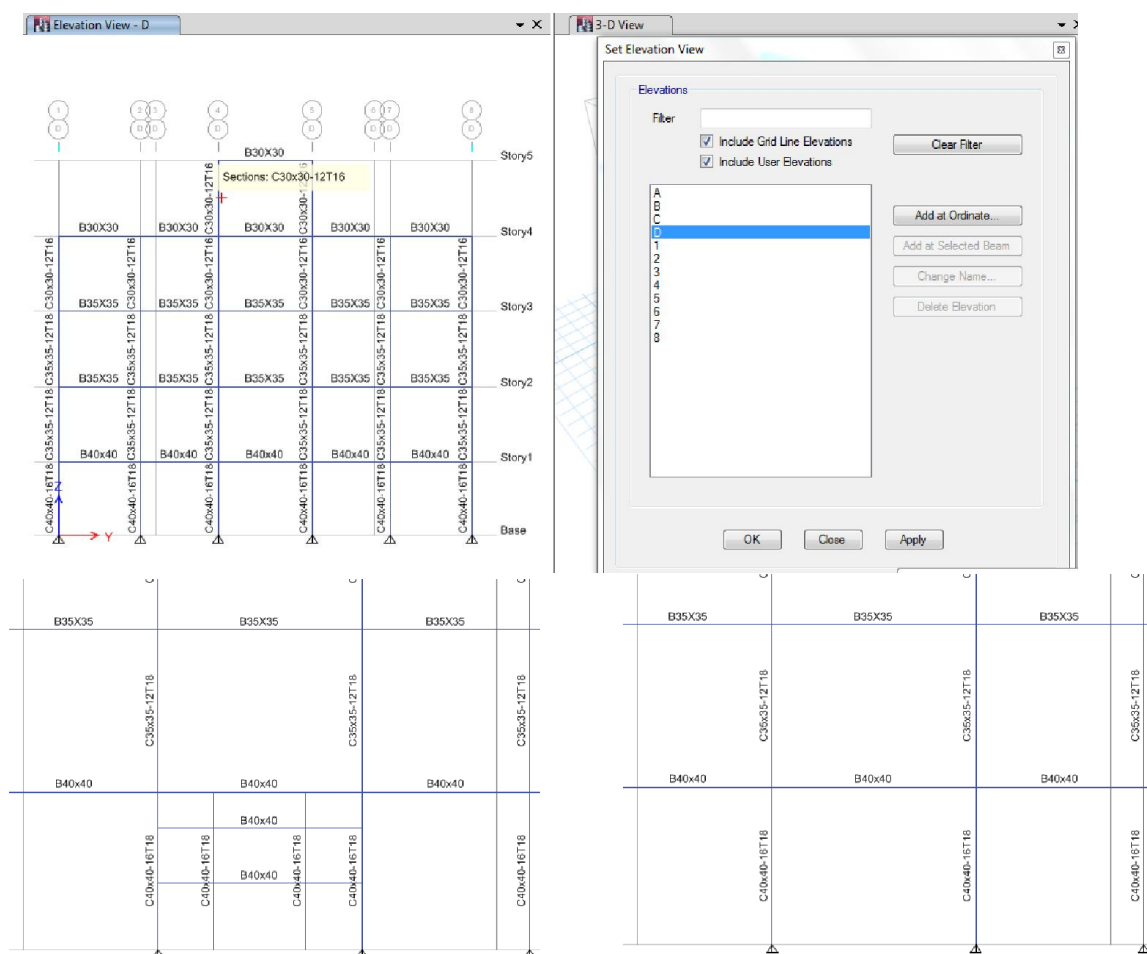 Elevation View - D
1 2 3 4 5 6 7 8
D D D D D D D D
B30X30 Story5
Sections: C30x30-12T16
C30x30-12T16 C30x30-12T16
B30X30 B30X30 B30X30 B30X30 B30X30 Story4
C30x30-12T16 C30x30-12T16 C30x30-12T16 C30x30-12T16 C30x30-12T16 C30x30-12T16
B35X35 B35X35 B35X35 B35X35 B35X35 Story3
C35x35-12T18 C35x35-12T18 C35x35-12T18 C35x35-12T18 C35x35-12T18 C35x35-12T18
B35X35 B35X35 B35X35 B35X35 B35X35 Story2
C35x35-12T18 C35x35-12T18 C35x35-12T18 C35x35-12T18 C35x35-12T18 C35x35-12T18
B40x40 B40x40 B40x40 B40x40 B40x40 Story1
C40x40-16T18 C40x40-16T18 C40x40-16T18 C40x40-16T18 C40x40-16T18 C40x40-16T18
Z
Y
Base
3-D View
Set Elevation View
Elevations
Filter
Include Grid Line Elevations
Clear Filter
Include User Elevations
A
B
C
D
1
2
3
4
5
6
7
8
Add at Ordinate...
Add at Selected Beam
Change Name...
Delete Elevation
OK Close Apply
B35X35 B35X35 B35X35
C35x35-12T18 C35x35-12T18 C35x35-12T18
B40x40 B40x40 B40x40
B40x40
C40x40-16T18 C40x40-16T18 C40x40-16T18 C40x40-16T18 C40x40-16T18
B40x40
B35X35 B35X35 B35X35
C35x35-12T18 C35x35-12T18 C35x35-12T18
B40x40 B40x40 B40x40
C40x40-16T18 C40x40-16T18 C40x40-16T18